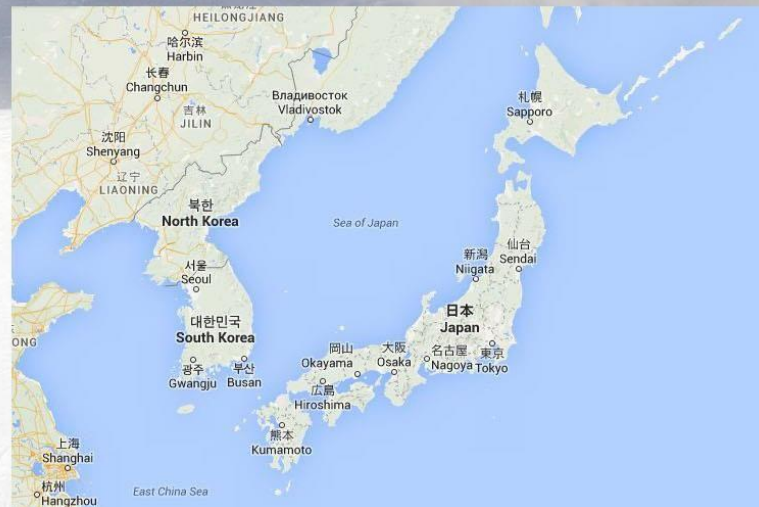 HEILONGJIANG
哈尔滨
Harbin
长春
Changchun
吉林
JILIN
Владивосток
Vladivostok
沈阳
Shenyang
辽宁
LIAONING
북한
North Korea
Sea of Japan
札幌
Sapporo
서울
Seoul
新潟
Niigata
仙台
Sendai
대한민국
South Korea
日本
Japan
광주
Gwangju
부산
Busan
岡山
Okayama
大阪
Osaka
名古屋
Nagoya
東京
Tokyo
広島
Hiroshima
熊本
Kumamoto
上海
Shanghai
杭州
Hangzhou
East China Sea